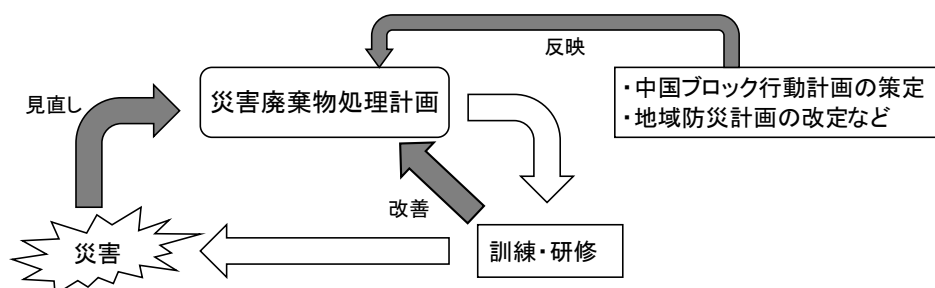 反映
・中国ブロック行動計画の策定
・地域防災計画の改定など
災害廃棄物処理計画
見直し
改善
災害
訓練・研修